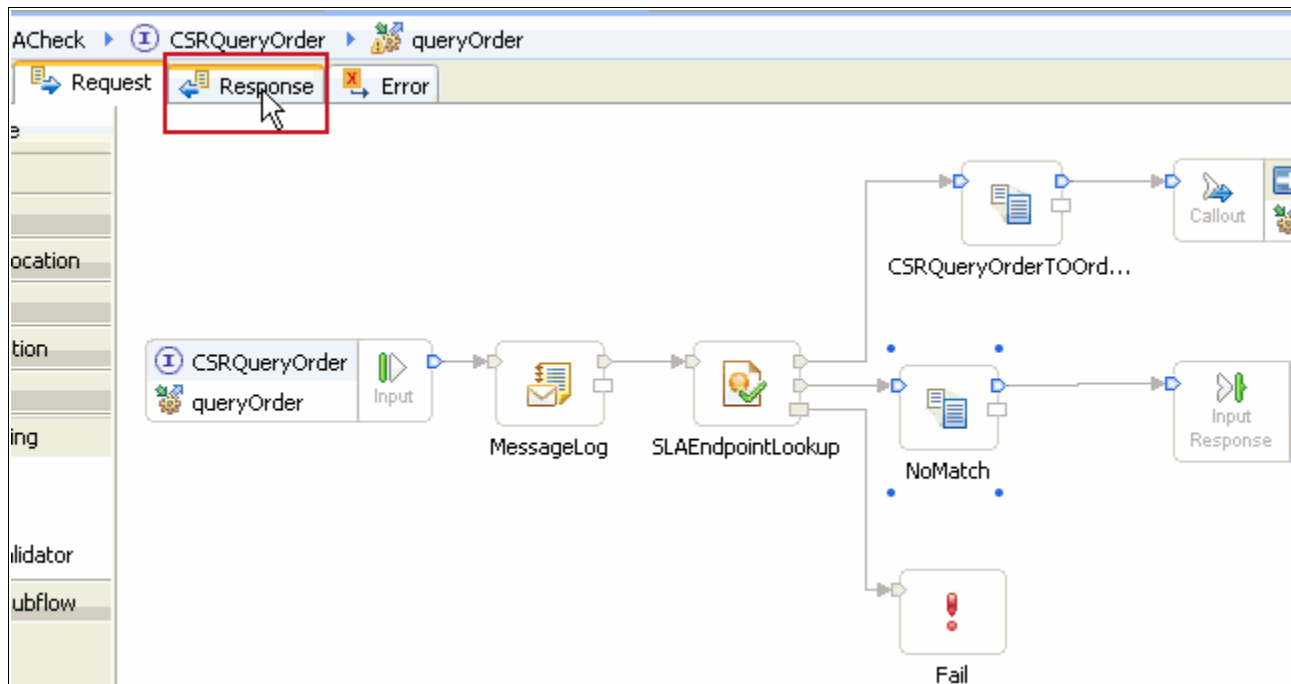 ACheck CSRQueryOrder queryOrder
Request Response Error
e
ocation
tion
ing
lidator
ubflow
CSRQueryOrder
queryOrder
Input
MessageLog
SLAEndpointLookup
CSRQueryOrderTOOrd...
Callout
NoMatch
Input
Response
Fail